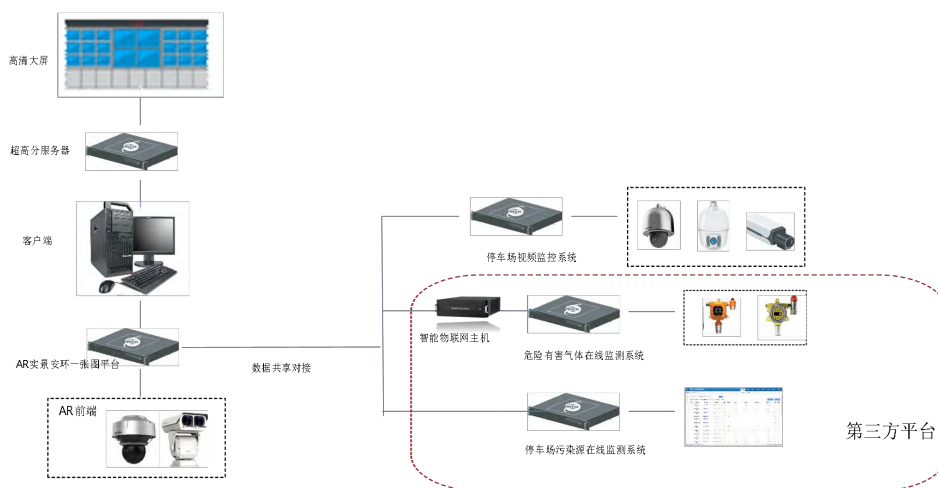 高清大屏
超高分服务器
客户端
停车场视频监控系统
智能物联网主机
危险有害气体在线监测系统
AR实景安环一张图平台
数据共享对接
AR前端
第三方平台
停车场污染源在线监测系统